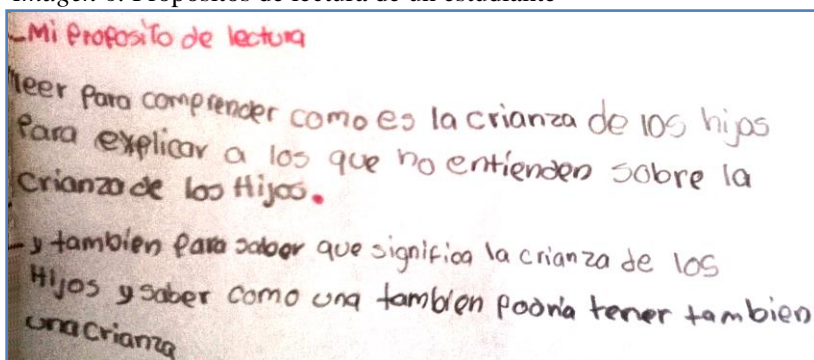 Imagen 6. Propósitos de lectura de un estudiante
- Mi Proposito de lectura
leer Para comprender como es la crianza de los hijos
Para explicar a los que no entienden sobre la
crianza de los Hijos.
- y tambien Para saber que significa la crianza de los
Hijos y saber como una tambien Podria tener tambien
una crianza